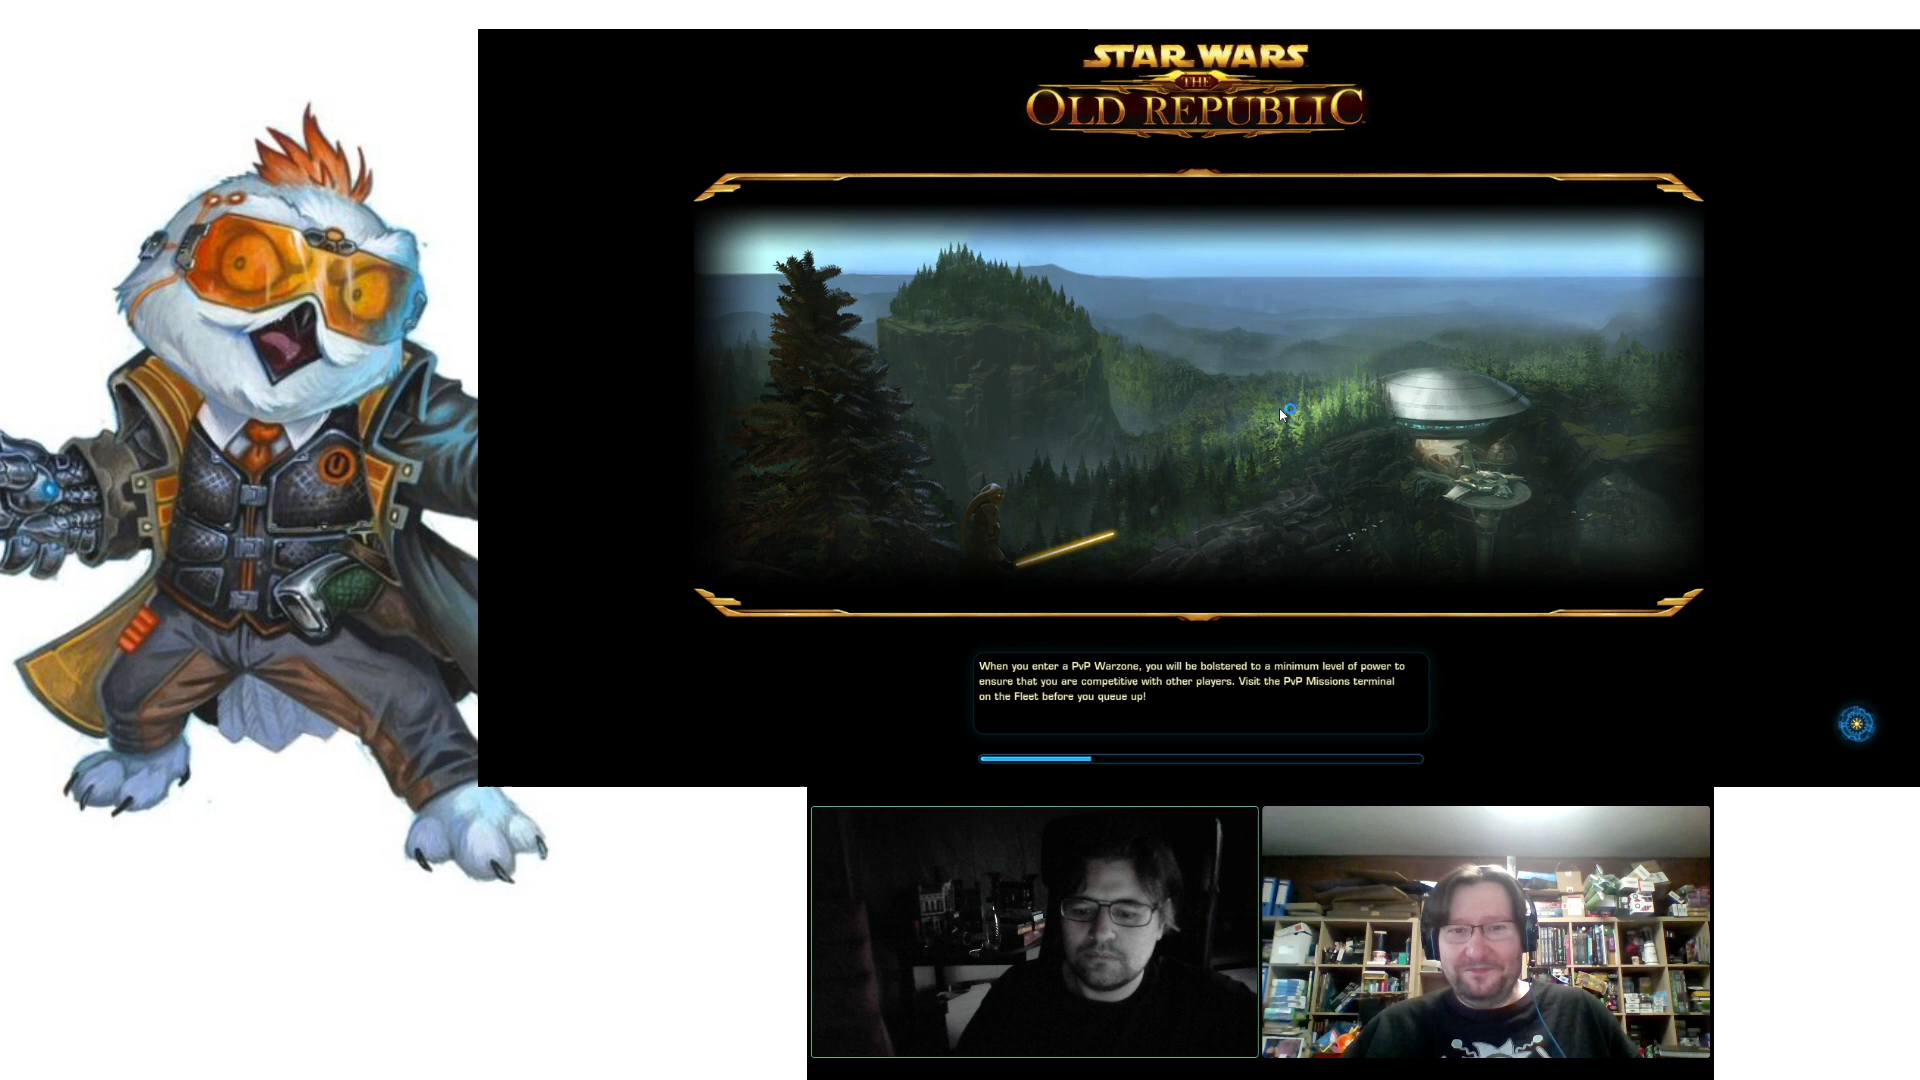 STAR WARS
THE
OLD REPUBLIC
When you enter a PvP Warzone, you will be bolstered to a minimum level of power to
ensure that you are competitive with other players. Visit the PvP Missions terminal
on the Fleet before you queue up!